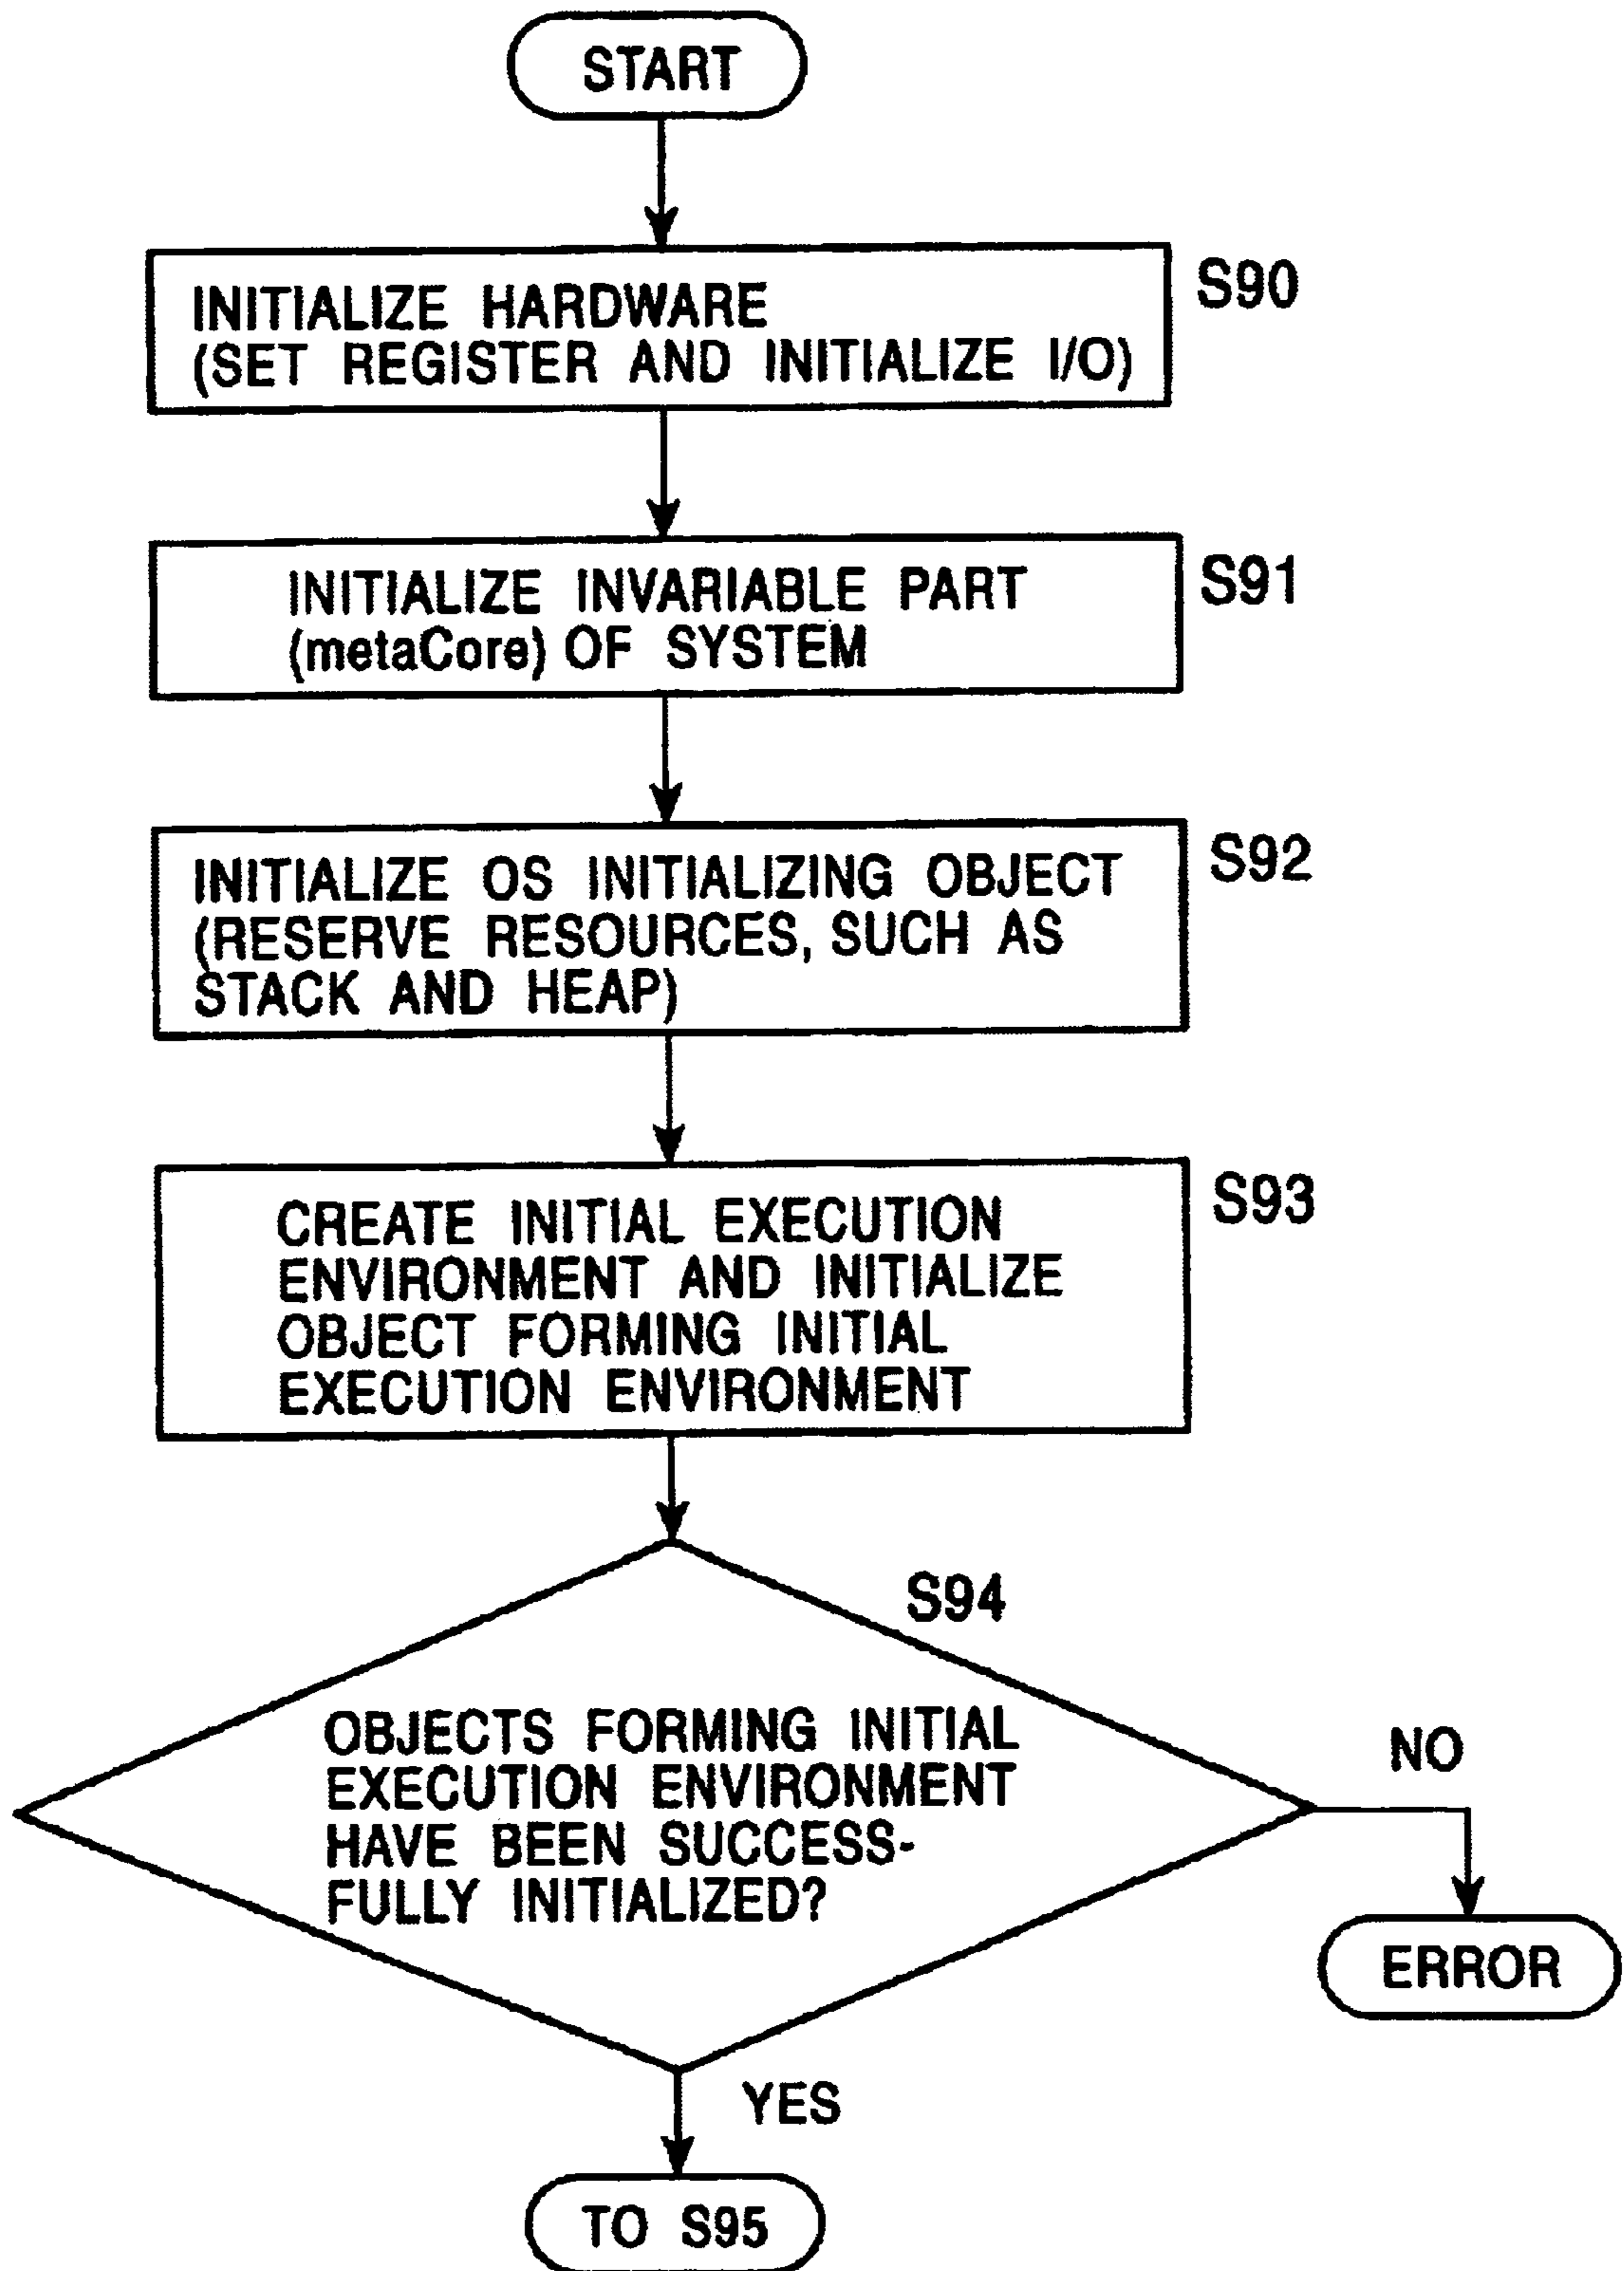 START
S90
INITIALIZE HARDWARE
(SET REGISTER AND INITIALIZE I/O)
S91
INITIALIZE INVARIABLE PART
(metaCore) OF SYSTEM
S92
INITIALIZE OS INITIALIZING OBJECT
(RESERVE RESOURCES, SUCH AS
STACK AND HEAP)
S93
CREATE INITIAL EXECUTION
ENVIRONMENT AND INITIALIZE
OBJECT FORMING INITIAL
EXECUTION ENVIRONMENT
S94
OBJECTS FORMING INITIAL
EXECUTION ENVIRONMENT
HAVE BEEN SUCCESS-
FULLY INITIALIZED?
NO
ERROR
YES
TO S95